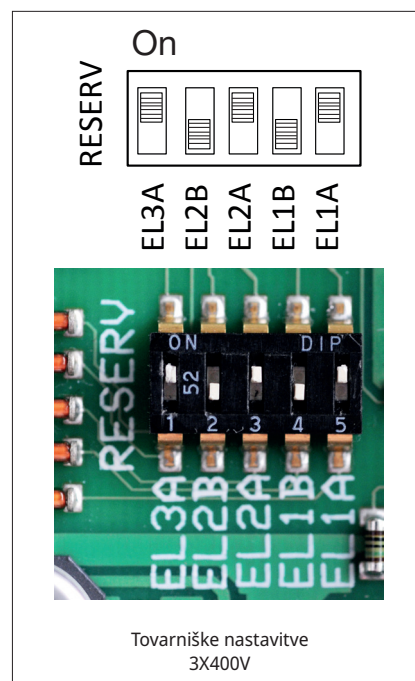 On
RESERV
EL3A
EL2B
EL2A
EL1B
EL1A
ON DIP
52
1 2 3 4 5
RESERV
EL3A
EL2B
EL2A
EL1B
EL1A
Tovarniške nastavitve
3X400V